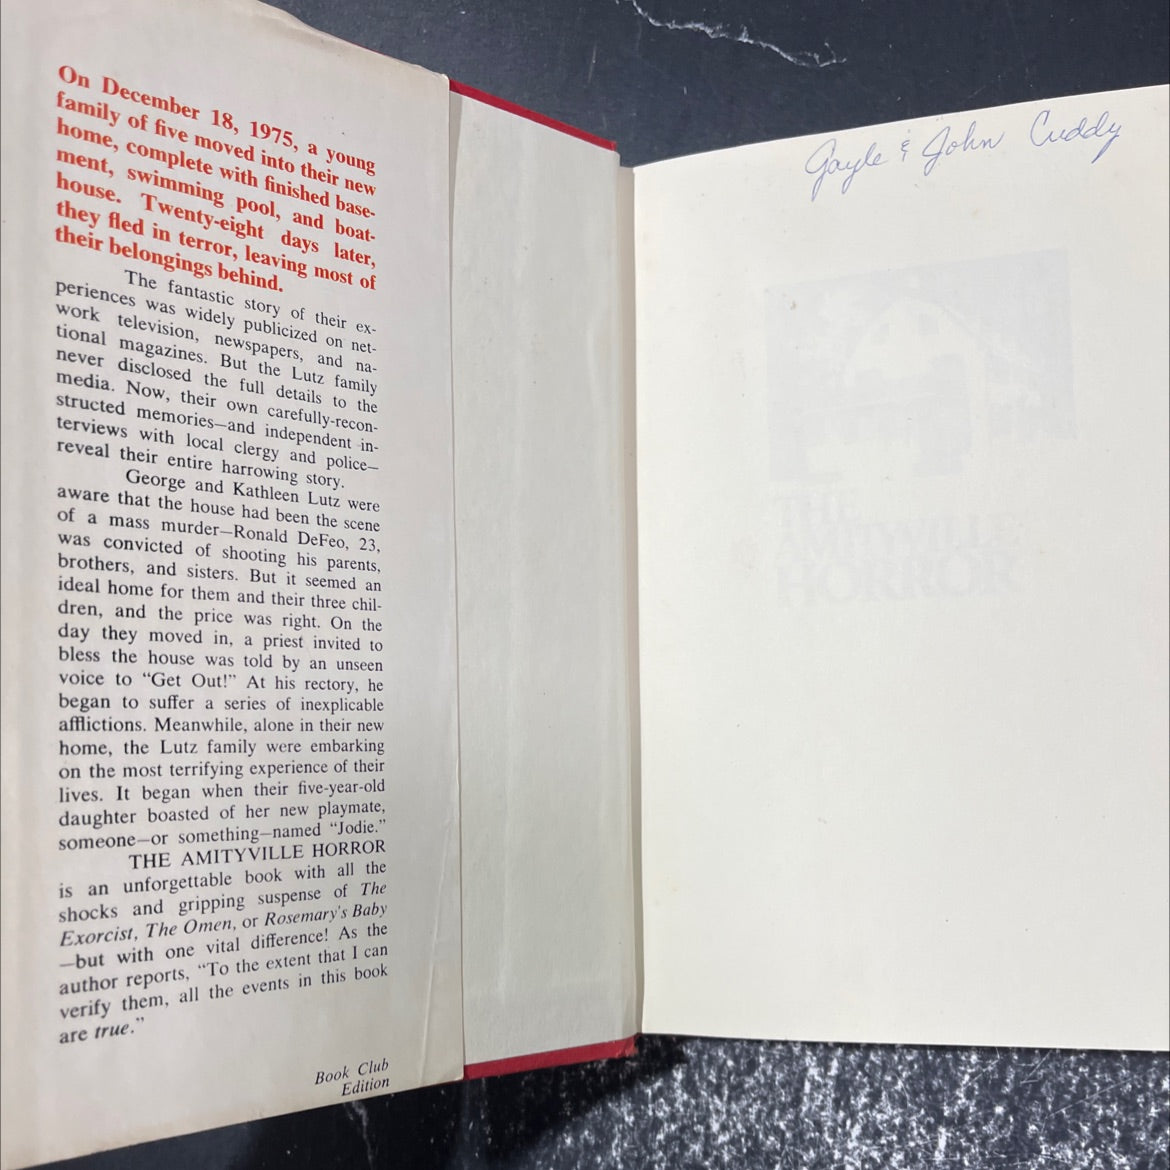 On December 18, 1975, a young
family of five moved into their new
home, complete with finished base-
ment, swimming pool, and boat-
house. Twenty-eight days later,
they fled in terror, leaving most of
their belongings behind.
The fantastic story of their ex-
periences was widely publicized on net-
work television, newspapers, and na-
tional magazines. But the Lutz family
never disclosed the full details to the
media. Now, their own carefully-recon-
structed memories—and independent in-
terviews with local clergy and police—
reveal their entire harrowing story.
George and Kathleen Lutz were
aware that the house had been the scene
of a mass murder—Ronald DeFeo, 23,
was convicted of shooting his parents,
brothers, and sisters. But it seemed an
ideal home for them and their three chil-
dren, and the price was right. On the
day they moved in, a priest invited to
bless the house was told by an unseen
voice to “Get Out!” At his rectory, he
began to suffer a series of inexplicable
afflictions. Meanwhile, alone in their new
home, the Lutz family were embarking
on the most terrifying experience of their
lives. It began when their five-year-old
daughter boasted of her new playmate,
someone—or something—named “Jodie.”
THE AMITYVILLE HORROR
is an unforgettable book with all the
shocks and gripping suspense of The
Exorcist, The Omen, or Rosemary's Baby
—but with one vital difference! As the
author reports, “To the extent that I can
verify them, all the events in this book
are true.”
Book Club
Edition
Gayle & John Cuddy
THE
AMITYVILLE
HORROR